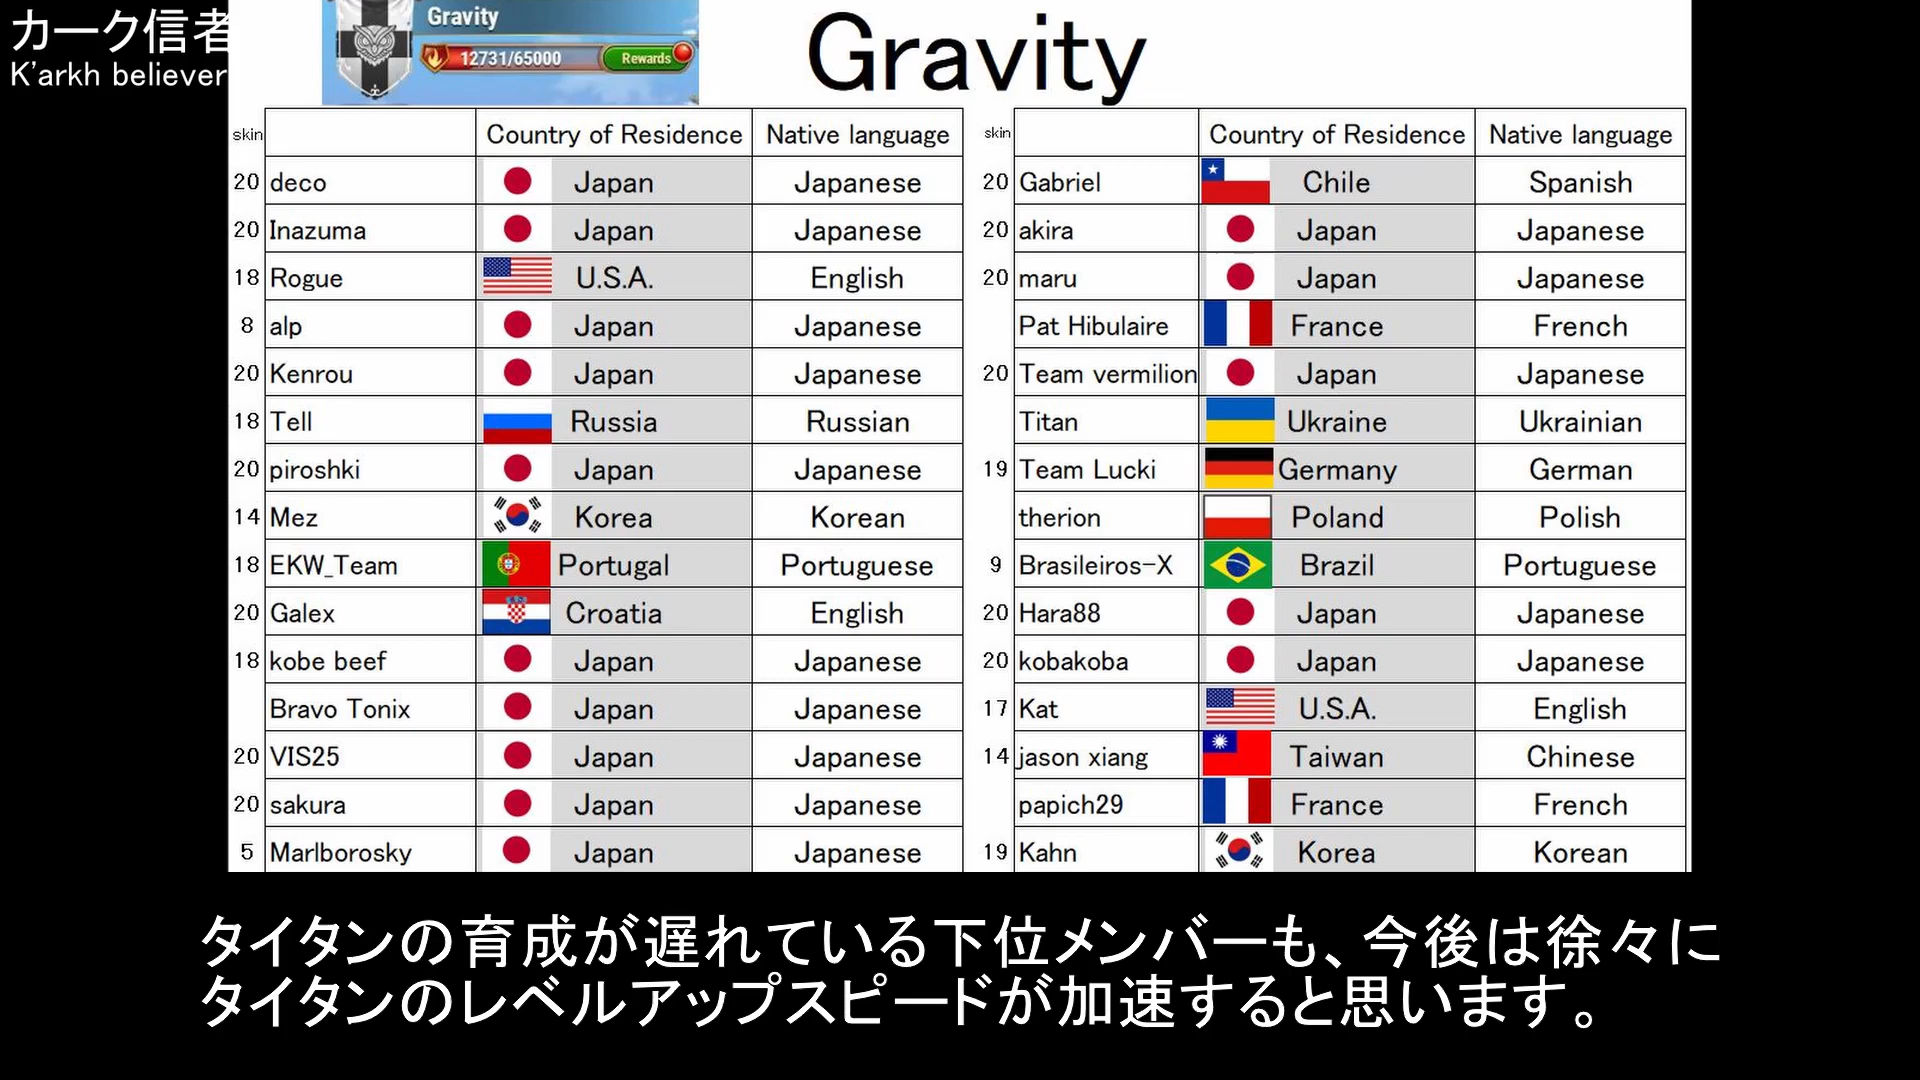 カーク信者
K'arkh believer
Gravity
12731/65000 Rewards
Gravity
skin Country of Residence Native language
20 deco Japan Japanese
20 Inazuma Japan Japanese
18 Rogue U.S.A. English
8 alp Japan Japanese
20 Kenrou Japan Japanese
18 Tell Russia Russian
20 piroshki Japan Japanese
14 Mez Korea Korean
18 EKW_Team Portugal Portuguese
20 Galex Croatia English
18 kobe beef Japan Japanese
Bravo Tonix Japan Japanese
20 VIS25 Japan Japanese
20 sakura Japan Japanese
5 Marlborosky Japan Japanese
skin Country of Residence Native language
20 Gabriel Chile Spanish
20 akira Japan Japanese
20 maru Japan Japanese
Pat Hibulaire France French
20 Team vermilion Japan Japanese
Titan Ukraine Ukrainian
19 Team Lucki Germany German
therion Poland Polish
9 Brasileiros-X Brazil Portuguese
20 Hara88 Japan Japanese
20 kobakoba Japan Japanese
17 Kat U.S.A. English
14 jason xiang Taiwan Chinese
papich29 France French
19 Kahn Korea Korean
タイタンの育成が遅れている下位メンバーも、今後は徐々に
タイタンのレベルアップスピードが加速すると思います。